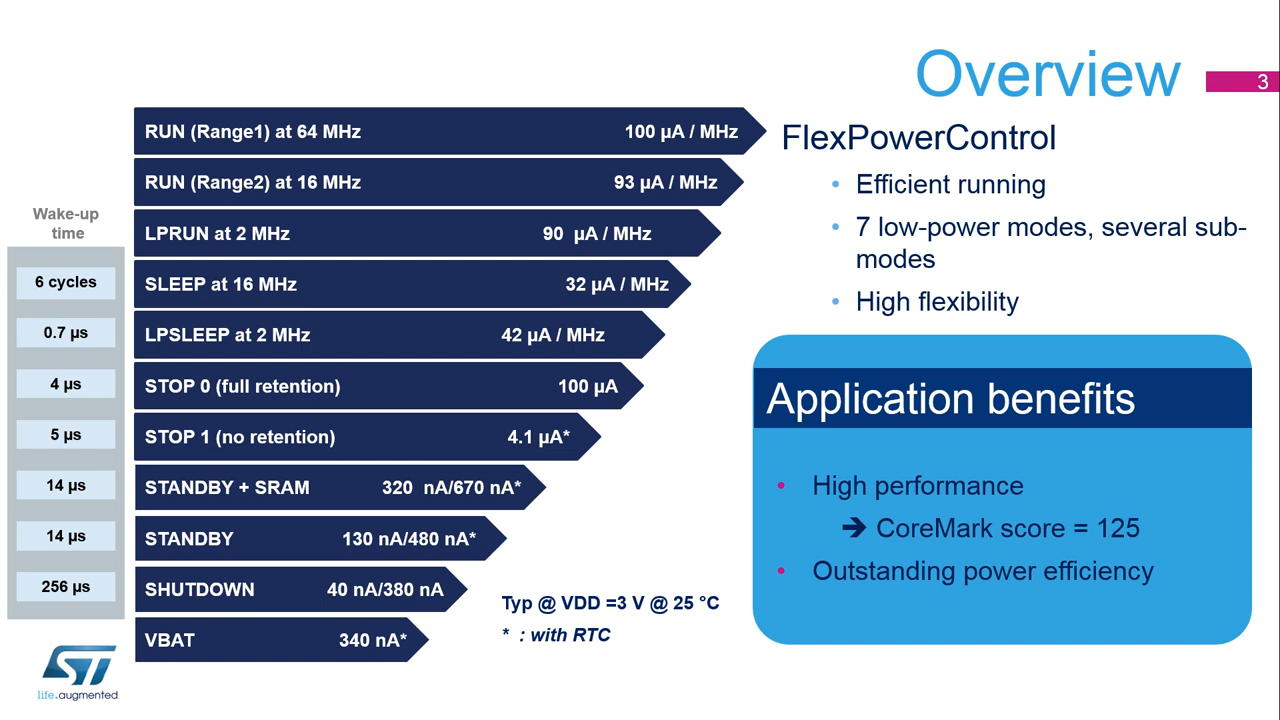 Overview
3
RUN (Range1) at 64 MHz 100 µA / MHz
RUN (Range2) at 16 MHz 93 µA / MHz
Wake-up
time
LPRUN at 2 MHz 90 µA / MHz
6 cycles SLEEP at 16 MHz 32 µA / MHz
0.7 µs LPSLEEP at 2 MHz 42 µA / MHz
4 µs STOP 0 (full retention) 100 µA
5 µs STOP 1 (no retention) 4.1 µA*
14 µs STANDBY + SRAM 320 nA/670 nA*
14 µs STANDBY 130 nA/480 nA*
256 µs SHUTDOWN 40 nA/380 nA
VBAT 340 nA*
Typ @ VDD =3 V @ 25 °C
* : with RTC
FlexPowerControl
• Efficient running
• 7 low-power modes, several sub-
modes
• High flexibility
Application benefits
• High performance
➔ CoreMark score = 125
• Outstanding power efficiency
ST
life.augmented